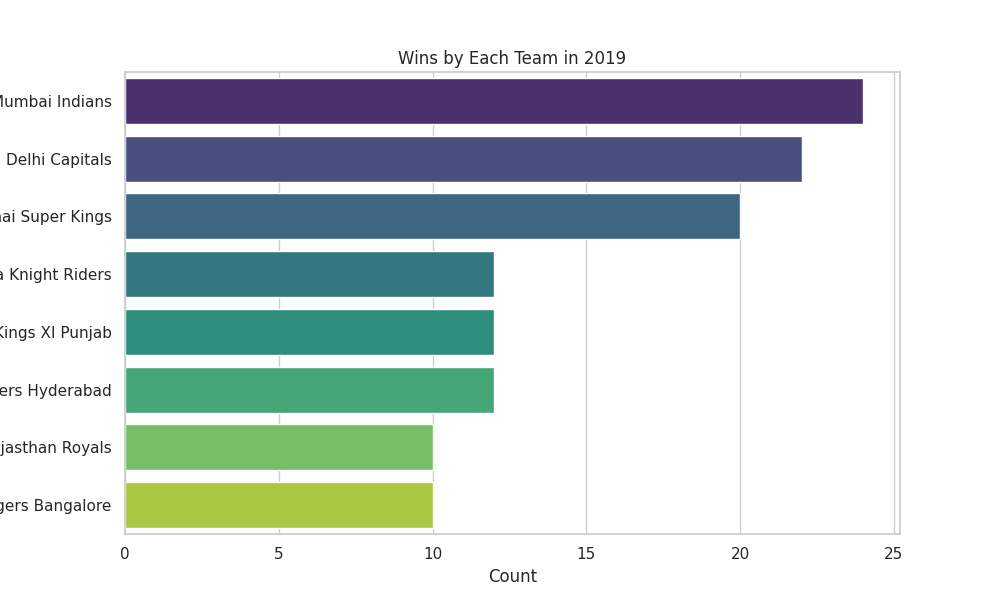 Wins by Each Team in 2019
Mumbai Indians
Delhi Capitals
ai Super Kings
a Knight Riders
Kings XI Punjab
ers Hyderabad
jasthan Royals
gers Bangalore
0 5 10 15 20 25
Count